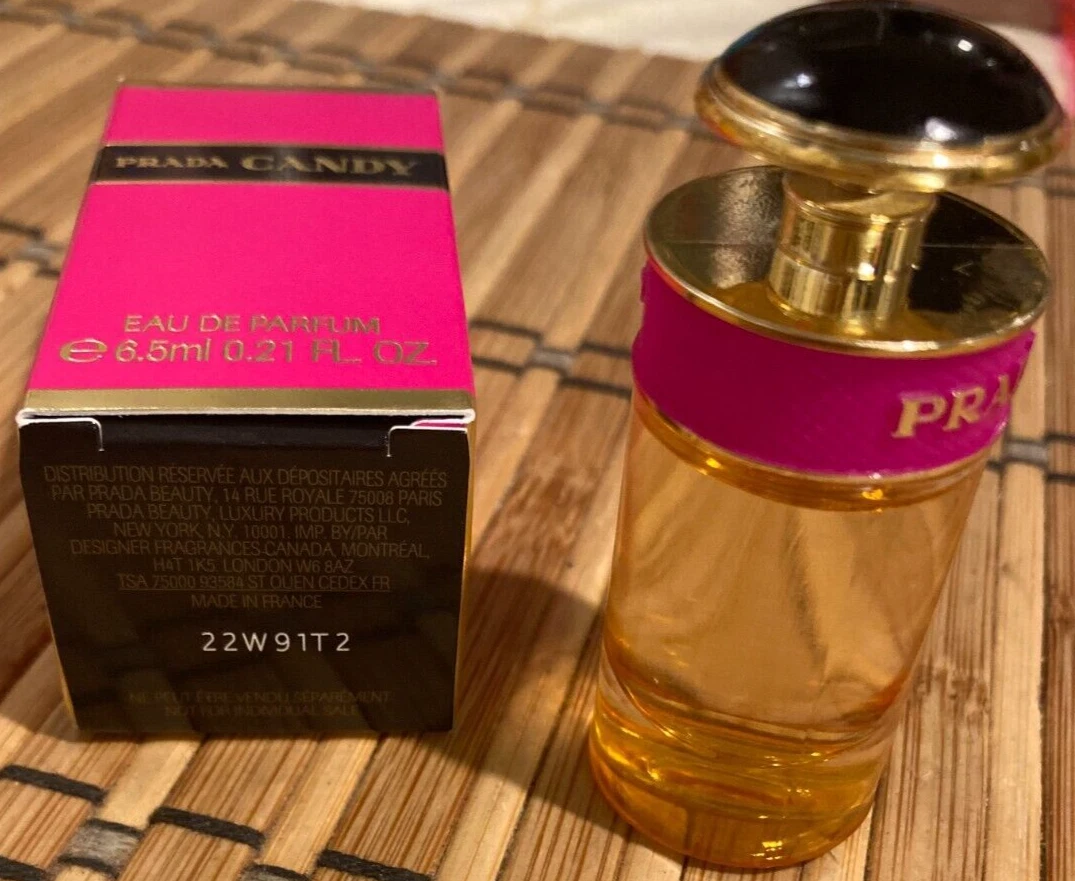 PRADA CANDY
EAU DE PARFUM
℮ 6.5ml 0.21 FL. OZ.
DISTRIBUTION RÉSERVÉE AUX DÉPOSITAIRES AGRÉÉS
PAR PRADA BEAUTY, 14 RUE ROYALE 75008 PARIS
PRADA BEAUTY, LUXURY PRODUCTS LLC,
NEW YORK, N.Y. 10001. IMP. BY/PAR
DESIGNER FRAGRANCES CANADA, MONTRÉAL,
H4T 1K5. LONDON W6 8AZ
TSA 75000 93584 ST OUEN CEDEX FR
MADE IN FRANCE
22W91T2
NE PEUT ÊTRE VENDU SÉPARÉMENT
NOT FOR INDIVIDUAL SALE
PRA